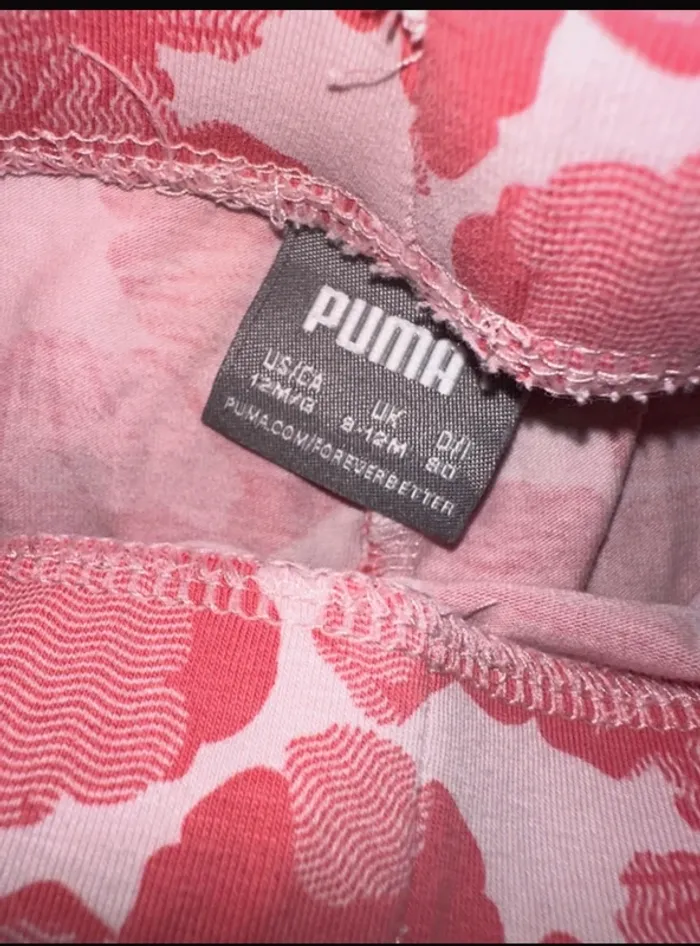 PUMA
US/CA UK D/I
12M/G 9-12M 80
PUMA.COM/FOREVERBETTER